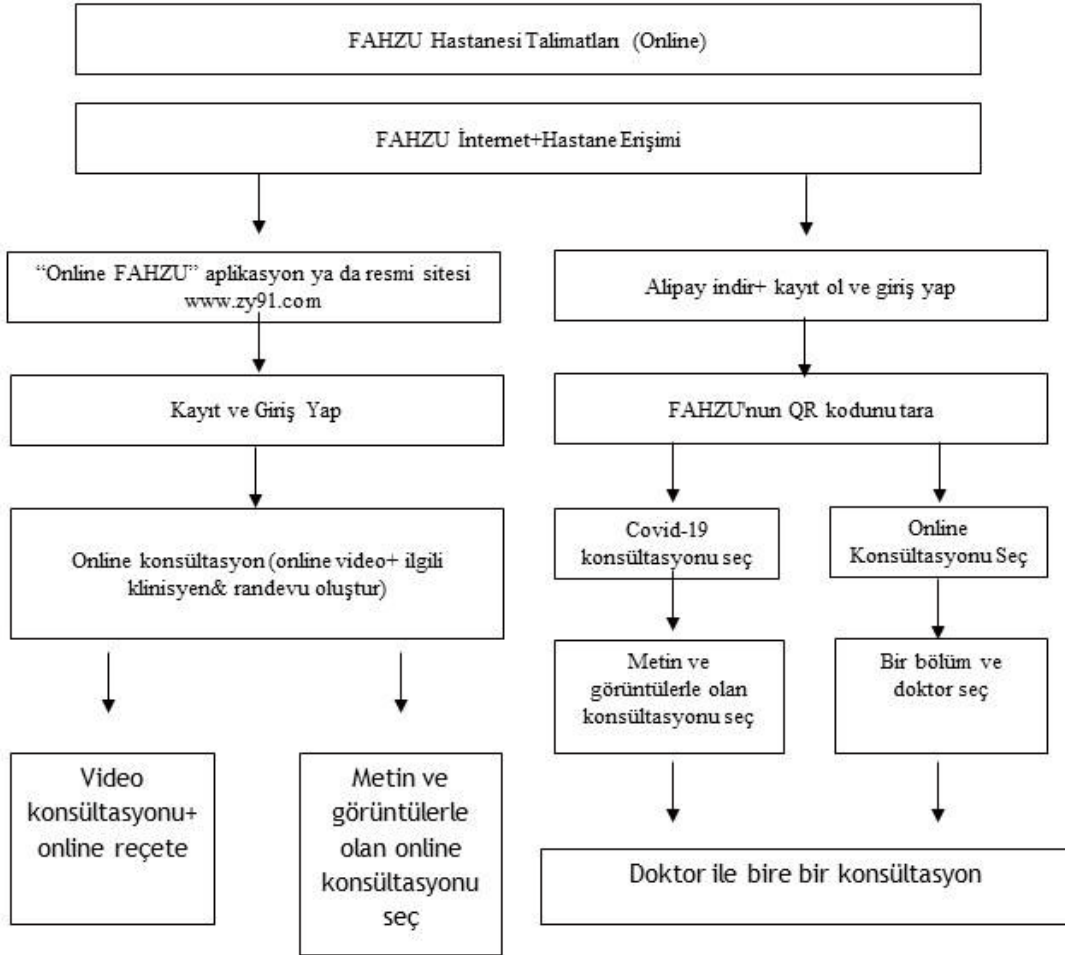 FAHZU Hastanesi Talimatları (Online)
FAHZU İnternet+Hastane Erişimi
“Online FAHZU” aplikasyon ya da resmi sitesi
www.zy91.com
Kayıt ve Giriş Yap
Online konsültasyon (online video+ ilgili
klinisyen& randevu oluştur)
Video
konsültasyonu+
online reçete
Metin ve
görüntülerle
olan online
konsültasyonu
seç
Alipay indir+ kayıt ol ve giriş yap
FAHZU'nun QR kodunu tara
Covid-19
konsültasyonu seç
Metin ve
görüntülerle olan
konsültasyonu seç
Online
Konsültasyonu Seç
Bir bölüm ve
doktor seç
Doktor ile bire bir konsültasyon